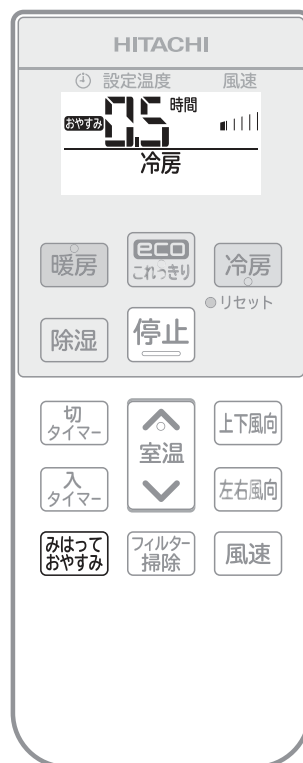 HITACHI
設定温度 風速
おやすみ 0.5 時間
冷房
暖房 eco これっきり 冷房
リセット
除湿 停止
切タイマー 室温 上下風向
入タイマー 左右風向
みはっておやすみ フィルター掃除 風速